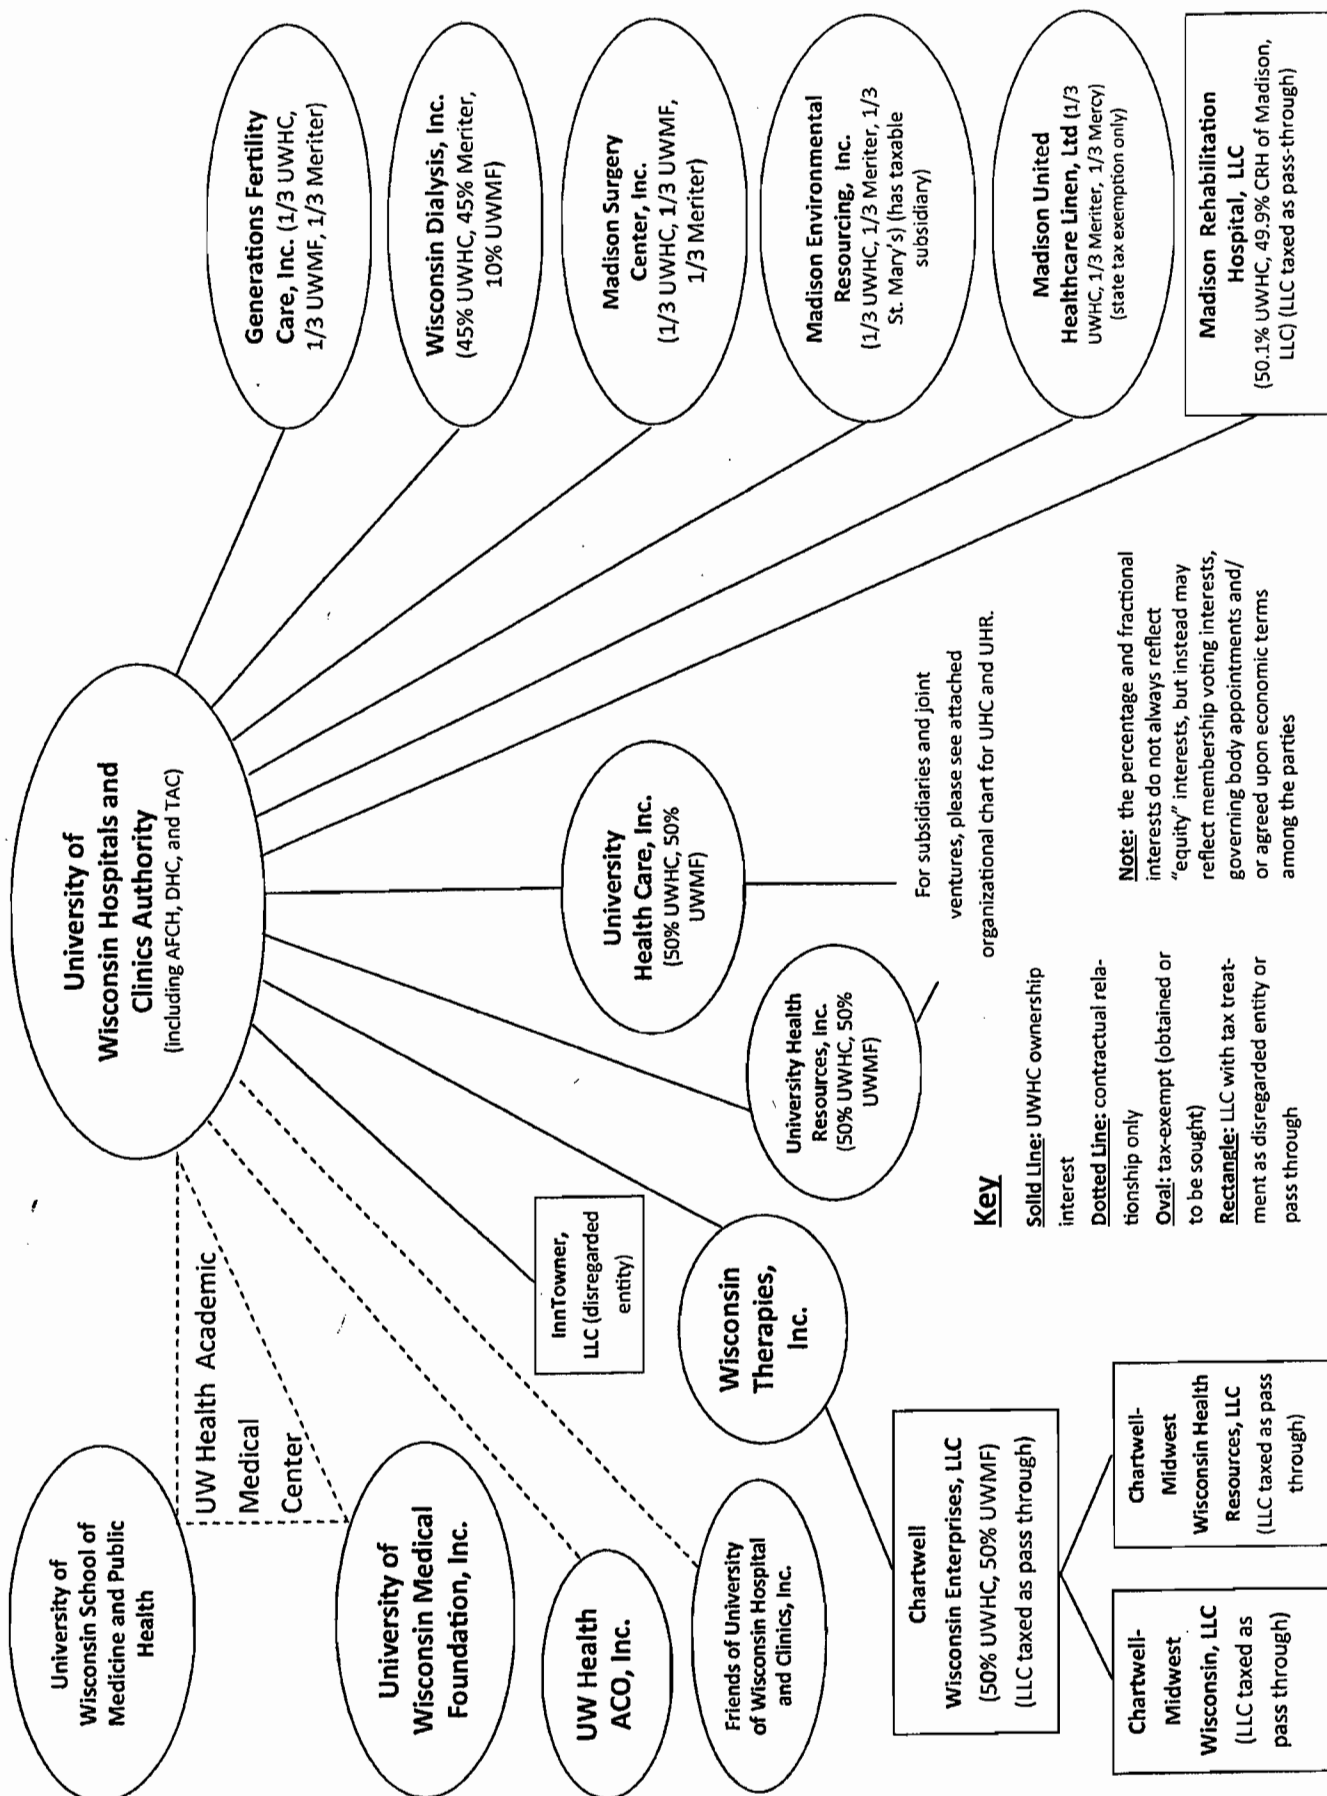 University of
Wisconsin Hospitals and
Clinics Authority
(including AFCH, DHC, and TAC)
University of
Wisconsin School of
Medicine and Public
Health
UW Health Academic
Medical
Center
University of
Wisconsin Medical
Foundation, Inc.
UW Health
ACO, Inc.
Friends of University
of Wisconsin Hospital
and Clinics, Inc.
InnTowner,
LLC (disregarded
entity)
Wisconsin
Therapies,
Inc.
Chartwell
Wisconsin Enterprises, LLC
(50% UWHC, 50% UWMF)
(LLC taxed as pass through)
Chartwell-
Midwest
Wisconsin, LLC
(LLC taxed as
pass through)
Chartwell-
Midwest
Wisconsin Health
Resources, LLC
(LLC taxed as pass
through)
University Health
Resources, Inc.
(50% UWHC, 50%
UWMF)
University
Health Care, Inc.
(50% UWHC, 50%
UWMF)
For subsidiaries and joint
ventures, please see attached
organizational chart for UHC and UHR.
Generations Fertility
Care, Inc. (1/3 UWHC,
1/3 UWMF, 1/3 Meriter)
Wisconsin Dialysis, Inc.
(45% UWHC, 45% Meriter,
10% UWMF)
Madison Surgery
Center, Inc.
(1/3 UWHC, 1/3 UWMF,
1/3 Meriter)
Madison Environmental
Resourcing, Inc.
(1/3 UWHC, 1/3 Meriter, 1/3
St. Mary's) (has taxable
subsidiary)
Madison United
Healthcare Linen, Ltd (1/3
UWHC, 1/3 Meriter, 1/3 Mercy)
(state tax exemption only)
Madison Rehabilitation
Hospital, LLC
(50.1% UWHC, 49.9% CRH of Madison,
LLC) (LLC taxed as pass-through)
Key
Solid Line: UWHC ownership
interest
Dotted Line: contractual rela-
tionship only
Oval: tax-exempt (obtained or
to be sought)
Rectangle: LLC with tax treat-
ment as disregarded entity or
pass through
Note: the percentage and fractional
interests do not always reflect
"equity" interests, but instead may
reflect membership voting interests,
governing body appointments and/
or agreed upon economic terms
among the parties